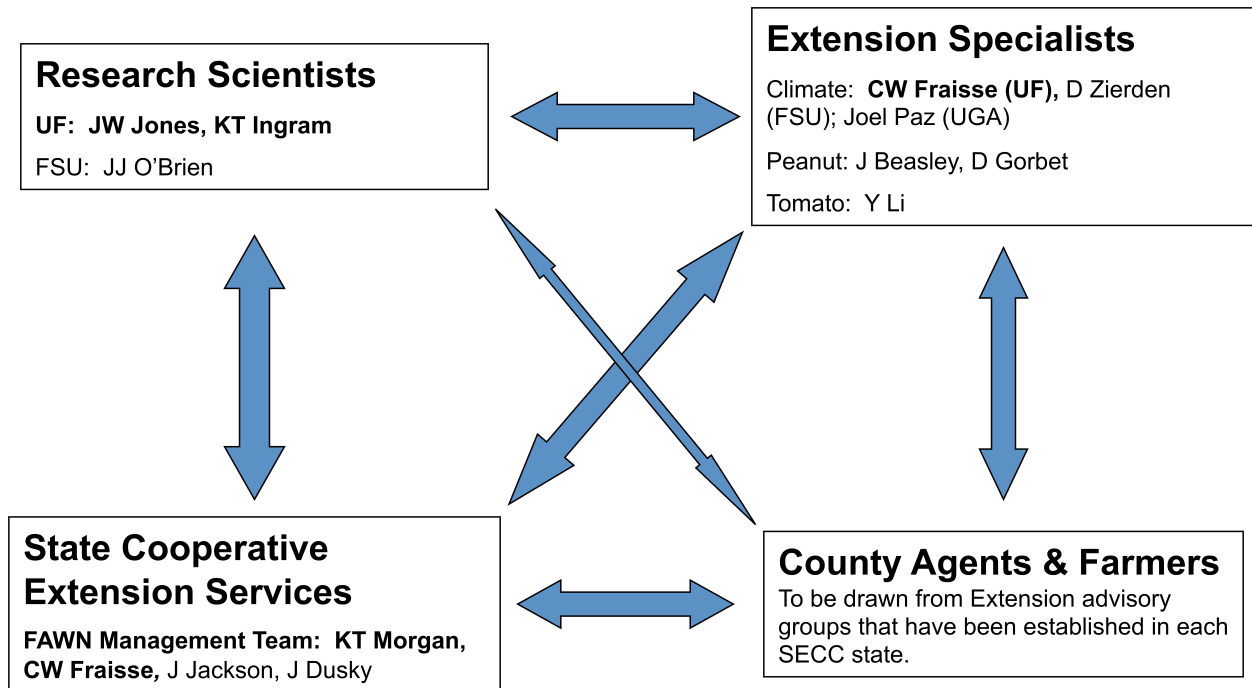 Research Scientists
UF:  JW Jones, KT Ingram
FSU:  JJ O’Brien
Extension Specialists
Climate:  CW Fraisse (UF), D Zierden
(FSU); Joel Paz (UGA)
Peanut: J Beasley, D Gorbet
Tomato:  Y Li
State Cooperative
Extension Services
FAWN Management Team:  KT Morgan,
CW Fraisse, J Jackson, J Dusky
County Agents & Farmers
To be drawn from Extension advisory
groups that have been established in each
SECC state.